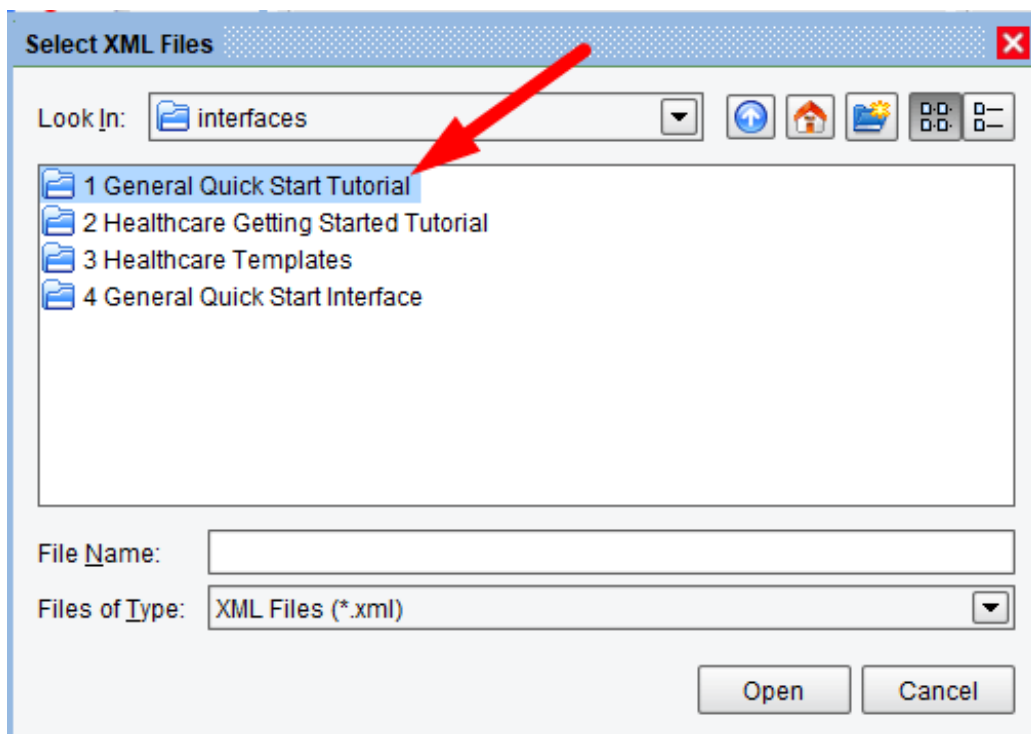 Select XML Files
Look In: interfaces
1 General Quick Start Tutorial
2 Healthcare Getting Started Tutorial
3 Healthcare Templates
4 General Quick Start Interface
File Name:
Files of Type: XML Files (*.xml)
Open Cancel